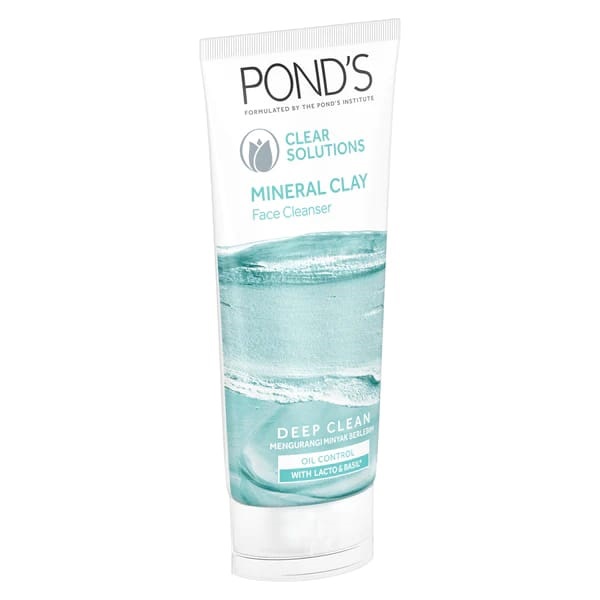 POND'S
FORMULATED BY THE POND'S INSTITUTE
CLEAR
SOLUTIONS
MINERAL CLAY
Face Cleanser
DEEP CLEAN
MENGURANGI MINYAK BERLEBIH
OIL CONTROL
WITH LACTO & BASIL*